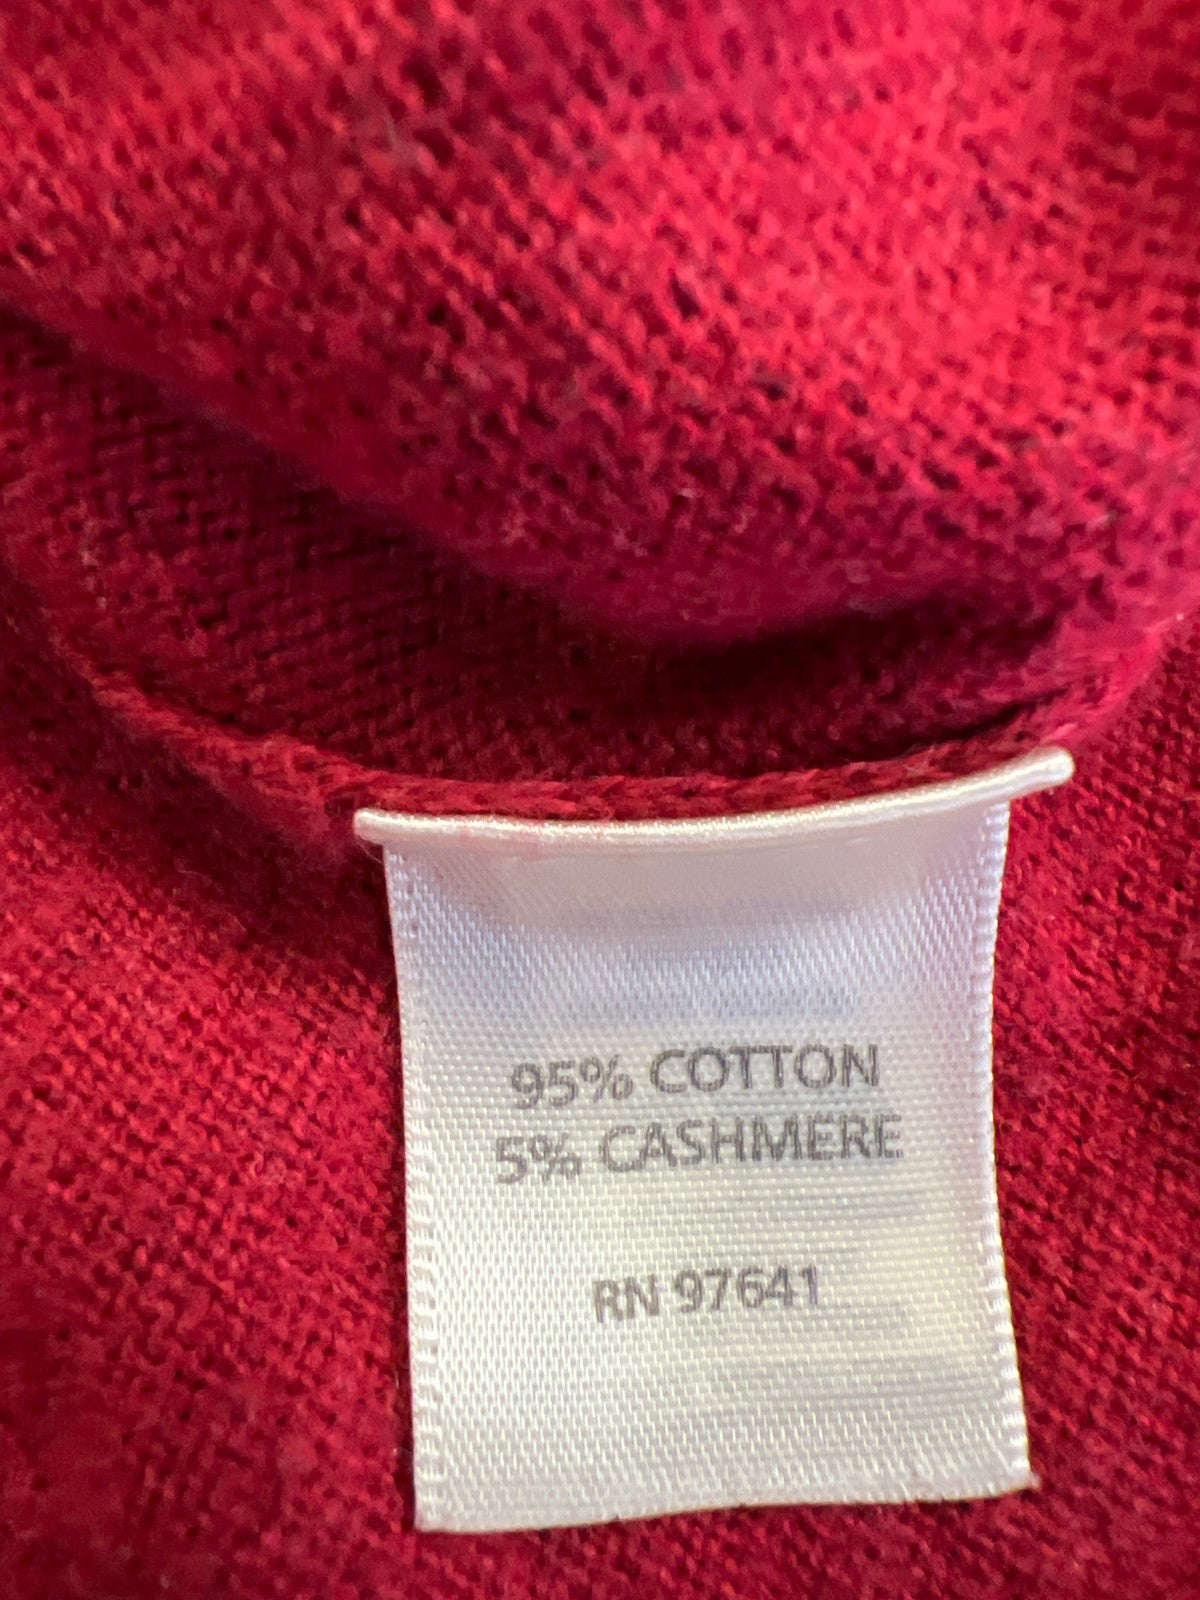 95% COTTON
5% CASHMERE
RN 97641